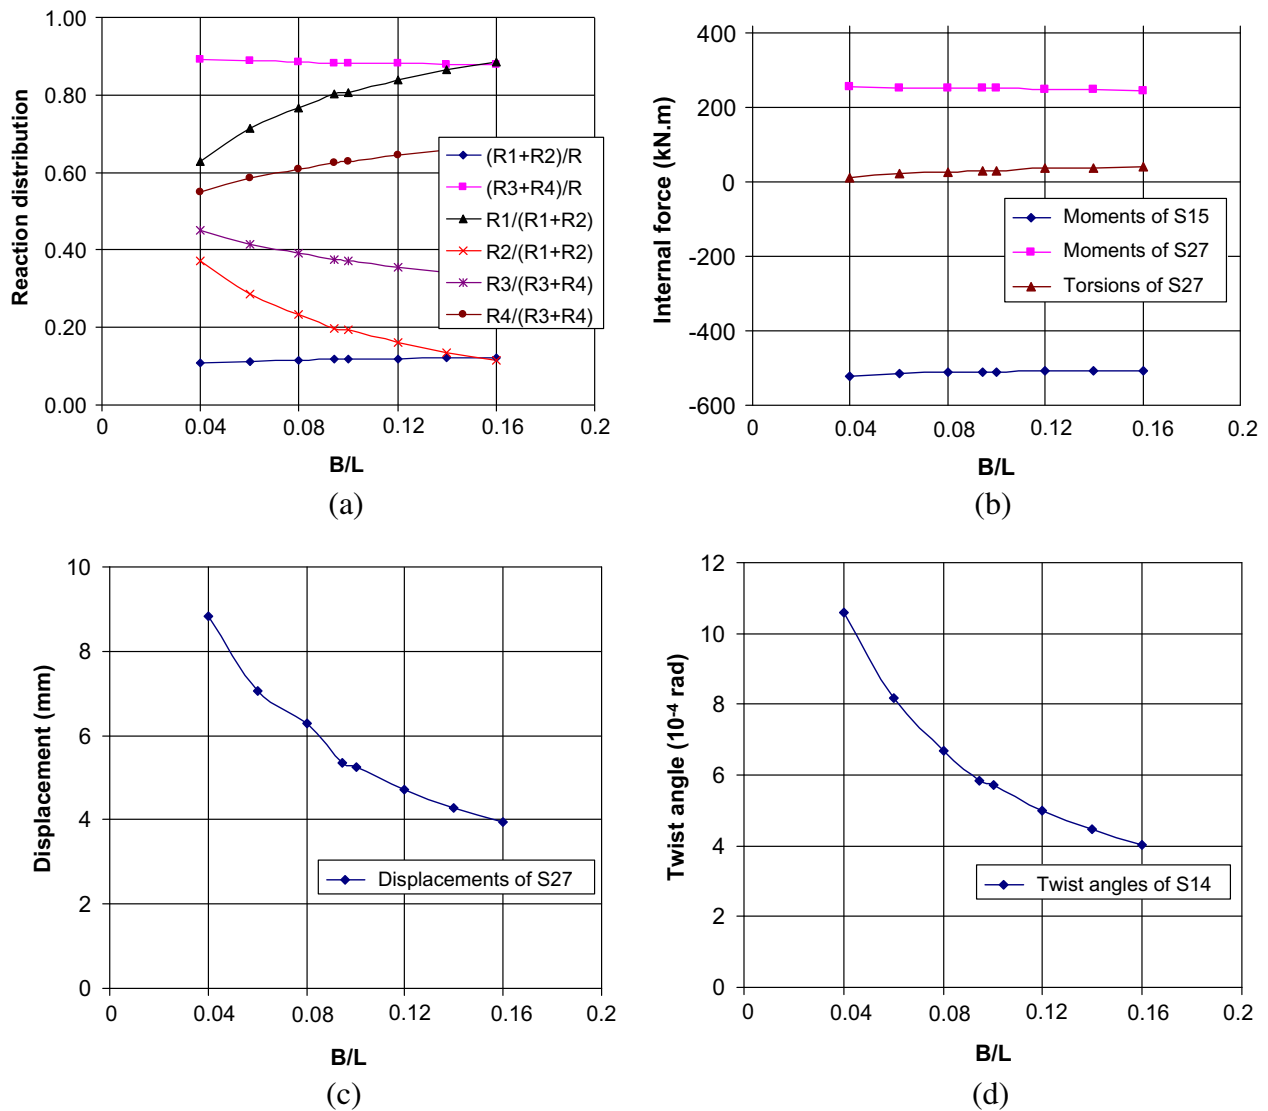 Reaction distribution
1.00
0.80
0.60
0.40
0.20
0.00
0
0.04
0.08
0.12
0.16
0.2
B/L
(R1+R2)/R
(R3+R4)/R
R1/(R1+R2)
R2/(R1+R2)
R3/(R3+R4)
R4/(R3+R4)
(a)
Internal force (kN.m)
400
200
0
-200
-400
-600
0
0.04
0.08
0.12
0.16
0.2
B/L
Moments of S15
Moments of S27
Torsions of S27
(b)
Displacement (mm)
10
8
6
4
2
0
0
0.04
0.08
0.12
0.16
0.2
B/L
Displacements of S27
(c)
Twist angle (10⁻⁴ rad)
12
10
8
6
4
2
0
0
0.04
0.08
0.12
0.16
0.2
B/L
Twist angles of S14
(d)